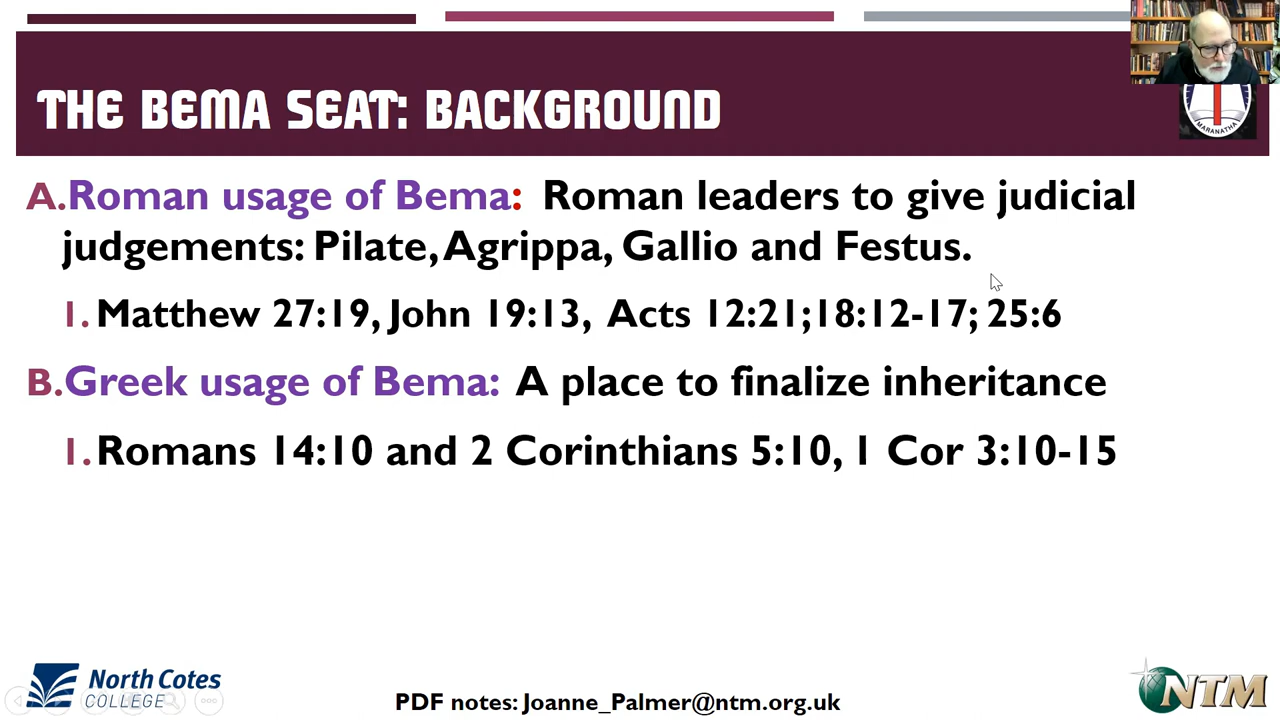 THE BEMA SEAT: BACKGROUND
MARANATHA
A.Roman usage of Bema: Roman leaders to give judicial
judgements: Pilate, Agrippa, Gallio and Festus.
1. Matthew 27:19, John 19:13, Acts 12:21;18:12-17; 25:6
B.Greek usage of Bema: A place to finalize inheritance
1. Romans 14:10 and 2 Corinthians 5:10, 1 Cor 3:10-15
North Cotes
COLLEGE
PDF notes: Joanne_Palmer@ntm.org.uk
NTM